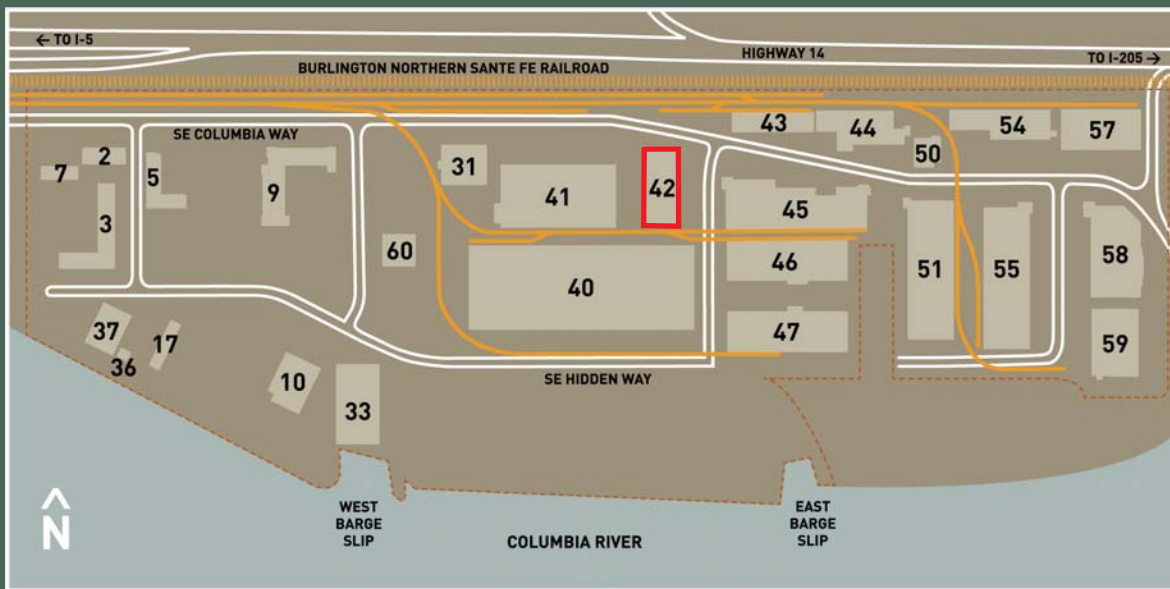 ← TO I-5
HIGHWAY 14
TO I-205 →
BURLINGTON NORTHERN SANTE FE RAILROAD
SE COLUMBIA WAY
43
44
54
57
50
7
2
5
9
31
41
42
45
3
60
40
46
51
55
58
47
59
37
36
17
10
33
SE HIDDEN WAY
N
WEST
BARGE
SLIP
EAST
BARGE
SLIP
COLUMBIA RIVER